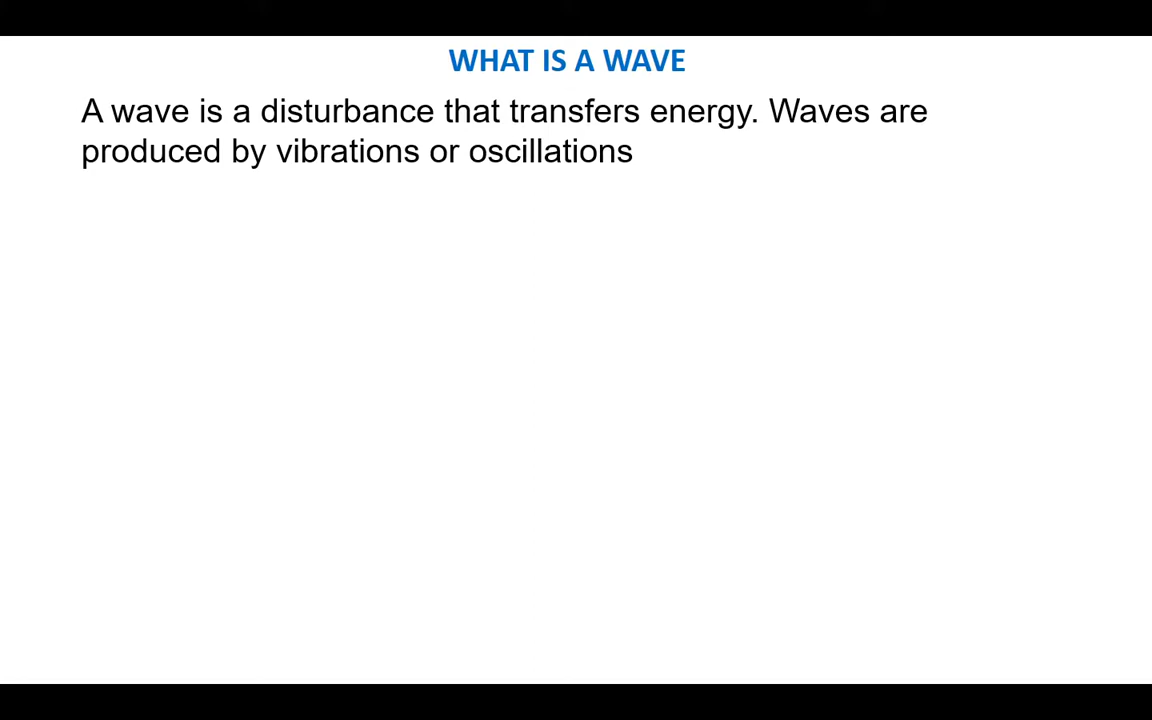 WHAT IS A WAVE
A wave is a disturbance that transfers energy. Waves are
produced by vibrations or oscillations